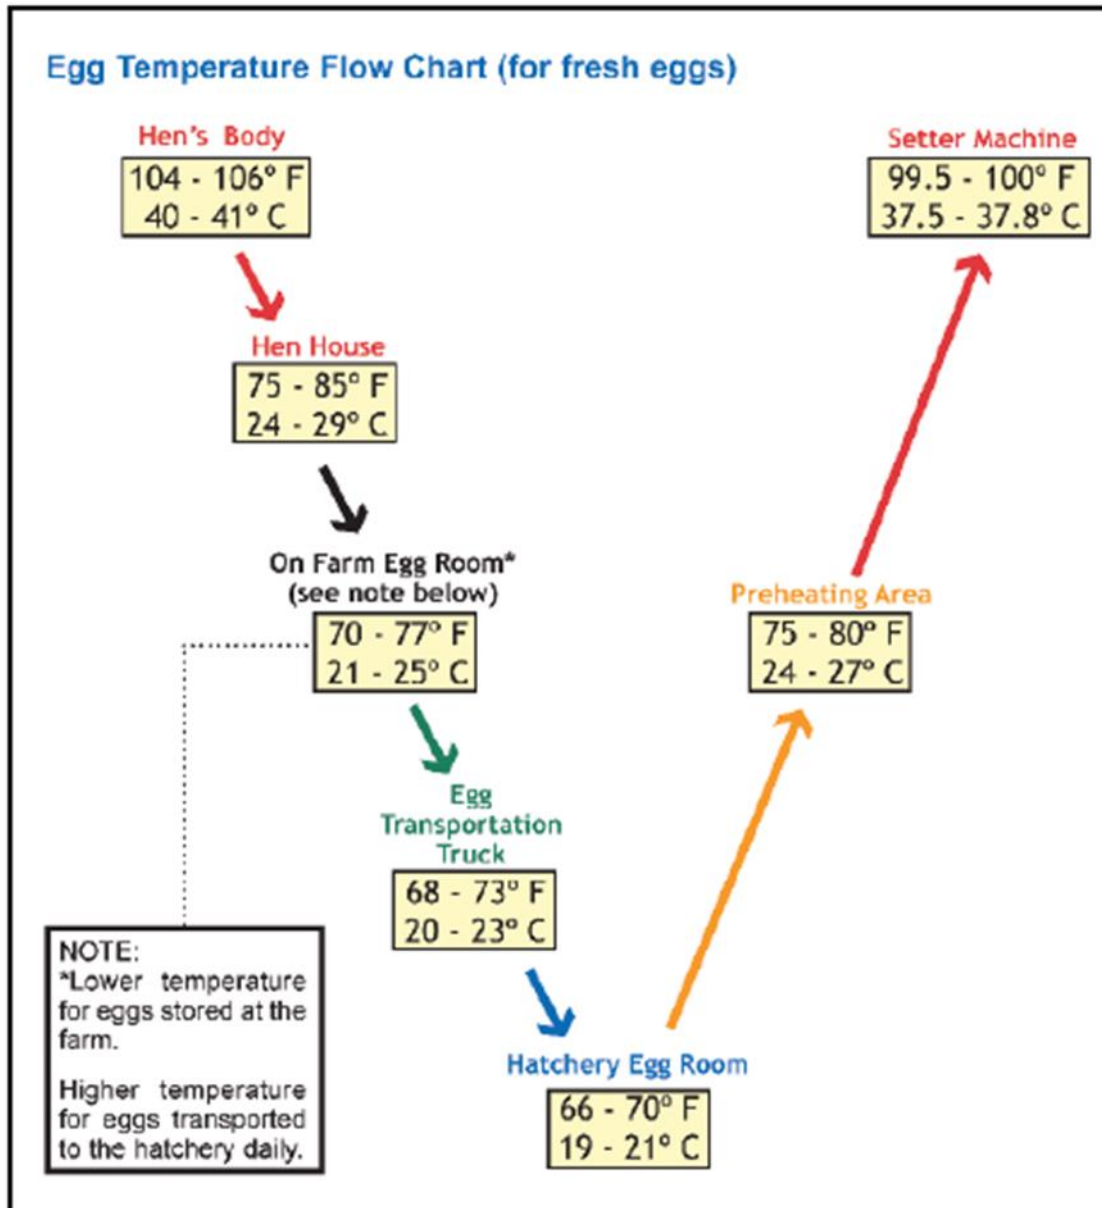 Egg Temperature Flow Chart (for fresh eggs)
Hen's Body
104 - 106° F
40 - 41° C
Hen House
75 - 85° F
24 - 29° C
On Farm Egg Room*
(see note below)
70 - 77° F
21 - 25° C
Egg
Transportation
Truck
68 - 73° F
20 - 23° C
Hatchery Egg Room
66 - 70° F
19 - 21° C
Preheating Area
75 - 80° F
24 - 27° C
Setter Machine
99.5 - 100° F
37.5 - 37.8° C
NOTE:
*Lower temperature
for eggs stored at the
farm.
Higher temperature
for eggs transported
to the hatchery daily.